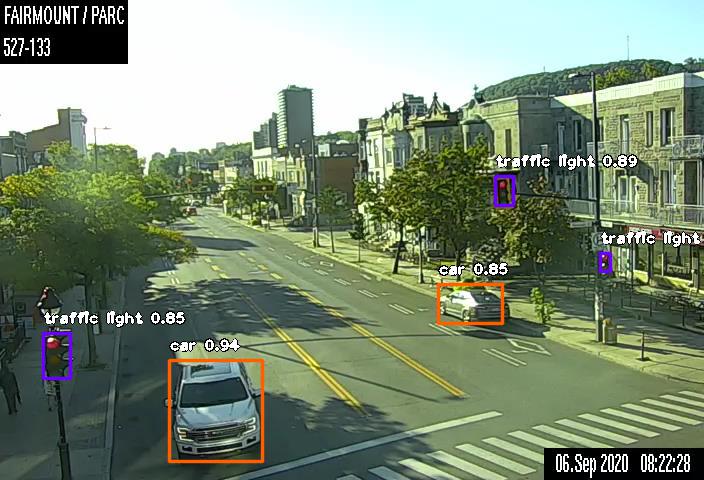 FAIRMOUNT / PARC
527-133
traffic light 0.89
traffic light
car 0.85
traffic light 0.85
car 0.94
06.Sep 2020 08:22:28